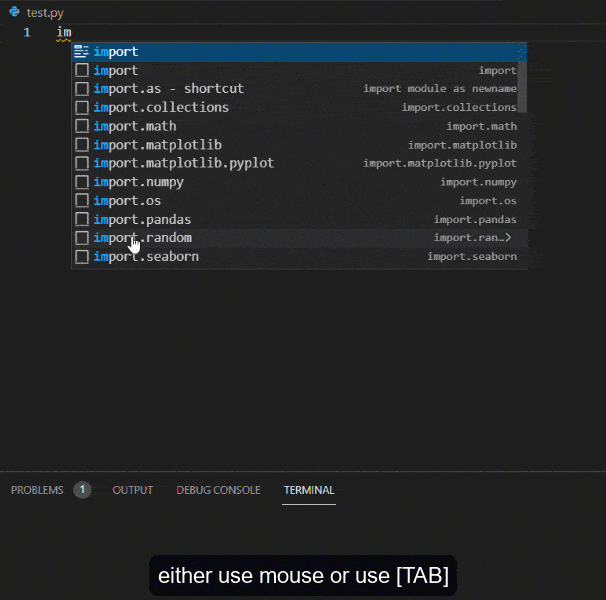 test.py
1 im
import
import import
import.as - shortcut import module as newname
import.collections import.collections
import.math import.math
import.matplotlib import.matplotlib
import.matplotlib.pyplot import.matplotlib.pyplot
import.numpy import.numpy
import.os import.os
import.pandas import.pandas
import.random import.ran…>
import.seaborn import.seaborn
PROBLEMS 1 OUTPUT DEBUG CONSOLE TERMINAL
either use mouse or use [TAB]